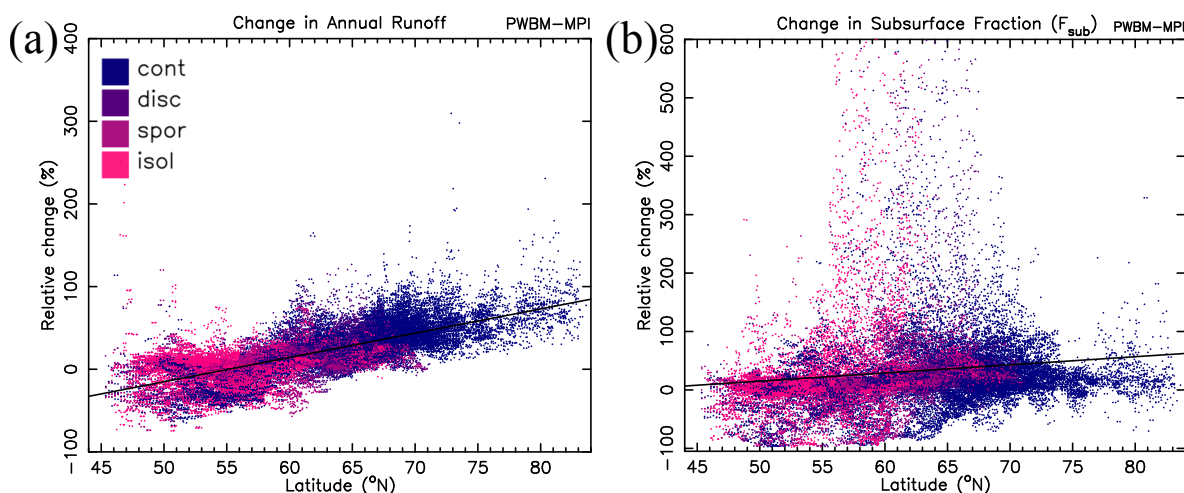 (a)
Change in Annual Runoff
PWBM-MPI
400
300
200
100
0
100
–
Relative change (%)
cont
disc
spor
isol
45 50 55 60 65 70 75 80
Latitude (°N)
(b)
Change in Subsurface Fraction (Fsub)
PWBM-MPI
600
500
400
300
200
100
0
100
–
Relative change (%)
45 50 55 60 65 70 75 80
Latitude (°N)